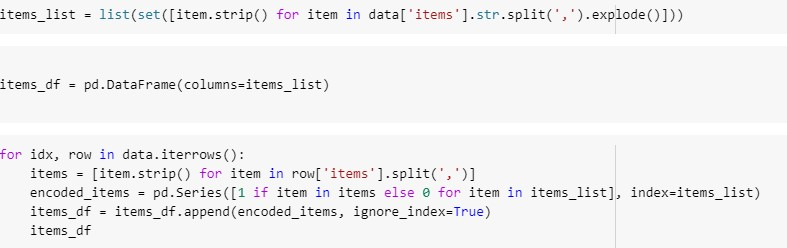 items_list = list(set([item.strip() for item in data['items'].str.split(',').explode()]))
items_df = pd.DataFrame(columns=items_list)
for idx, row in data.iterrows():
    items = [item.strip() for item in row['items'].split(',')]
    encoded_items = pd.Series([1 if item in items else 0 for item in items_list], index=items_list)
    items_df = items_df.append(encoded_items, ignore_index=True)
    items_df